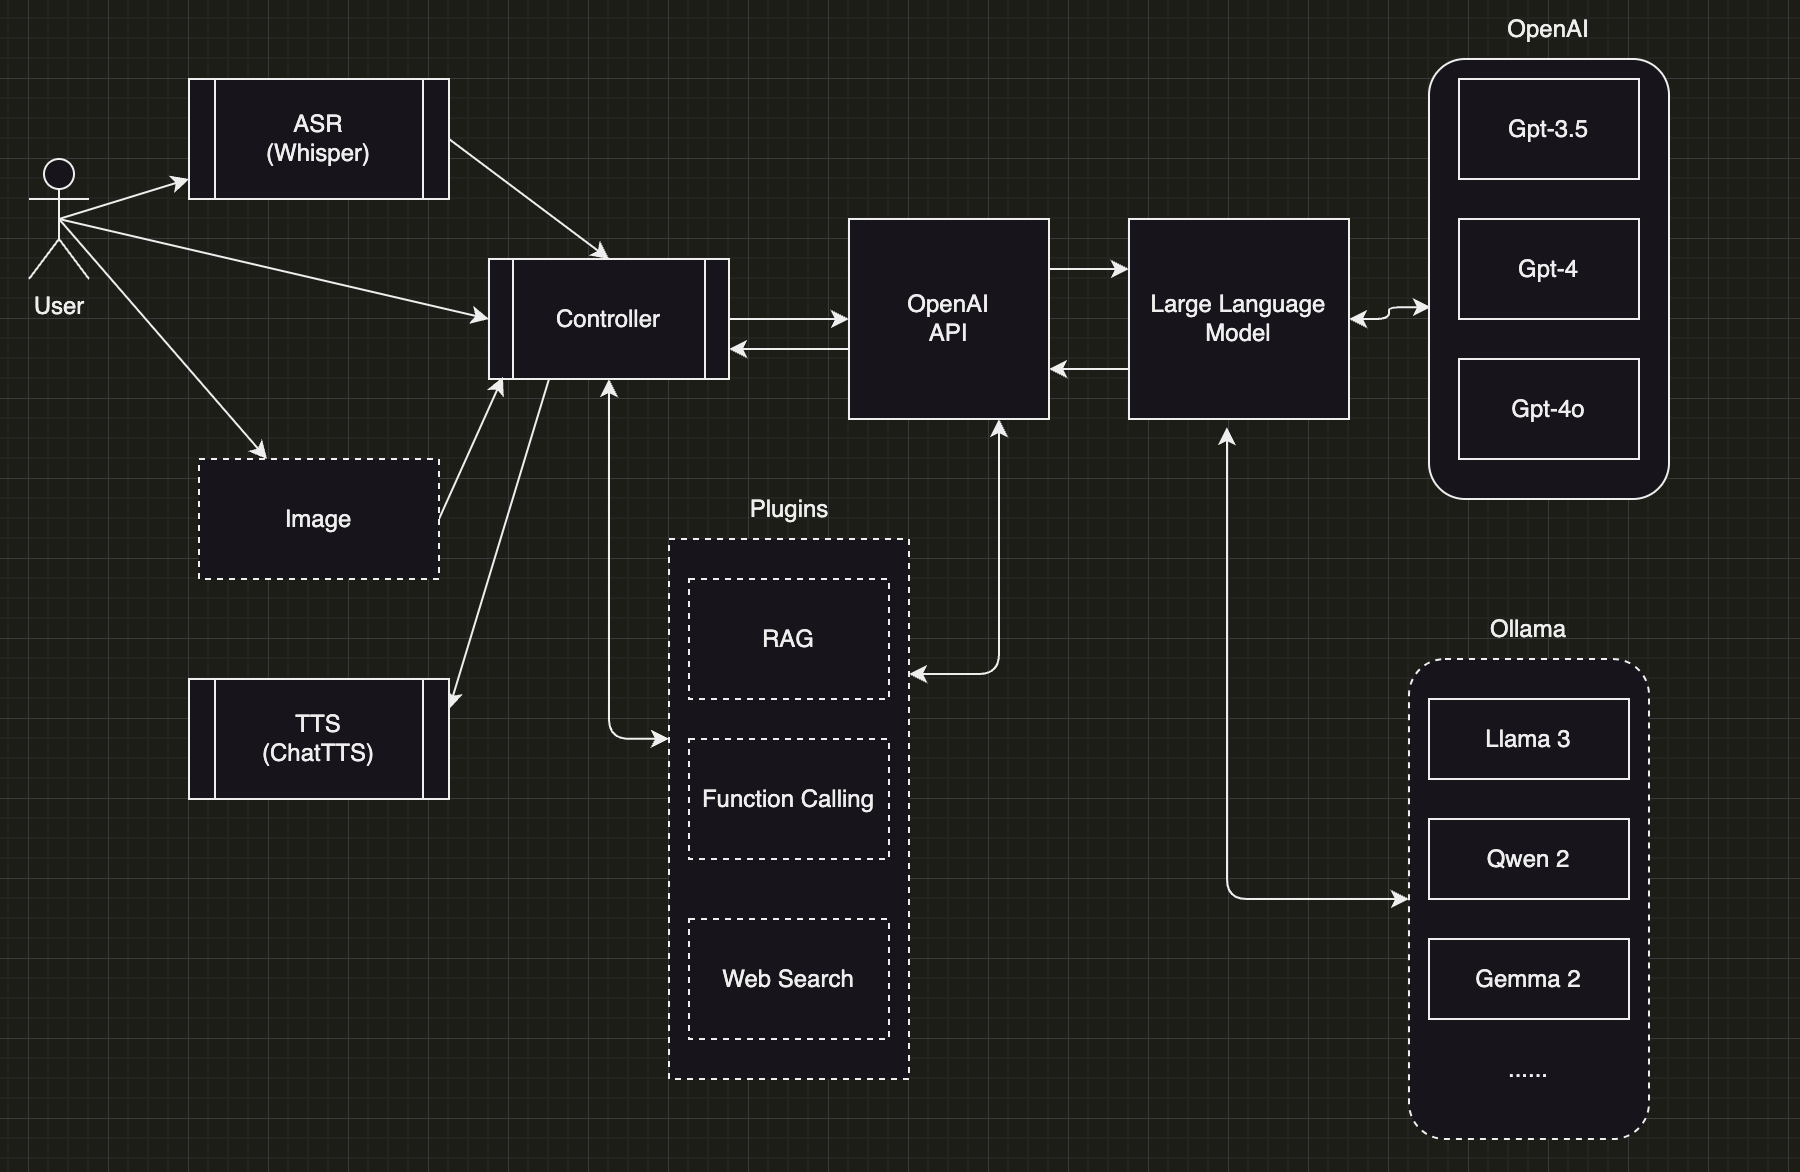 OpenAI
Gpt-3.5
Gpt-4
Gpt-4o
ASR
(Whisper)
User
Controller
OpenAI
API
Large Language
Model
Image
Plugins
RAG
Function Calling
Web Search
TTS
(ChatTTS)
Ollama
Llama 3
Qwen 2
Gemma 2
......